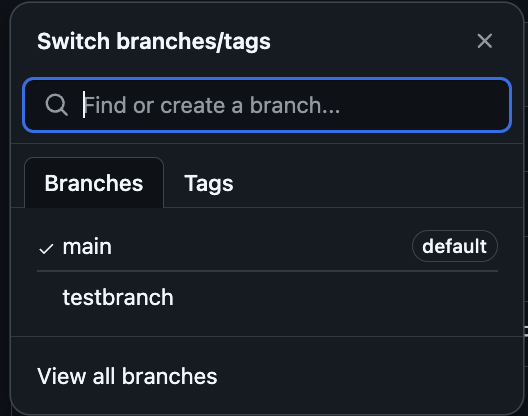 Switch branches/tags
Find or create a branch...
Branches Tags
main default
testbranch
View all branches